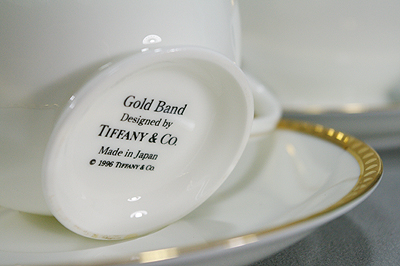 Gold Band
Designed by
TIFFANY & CO.
Made in Japan
© 1996 TIFFANY & CO.